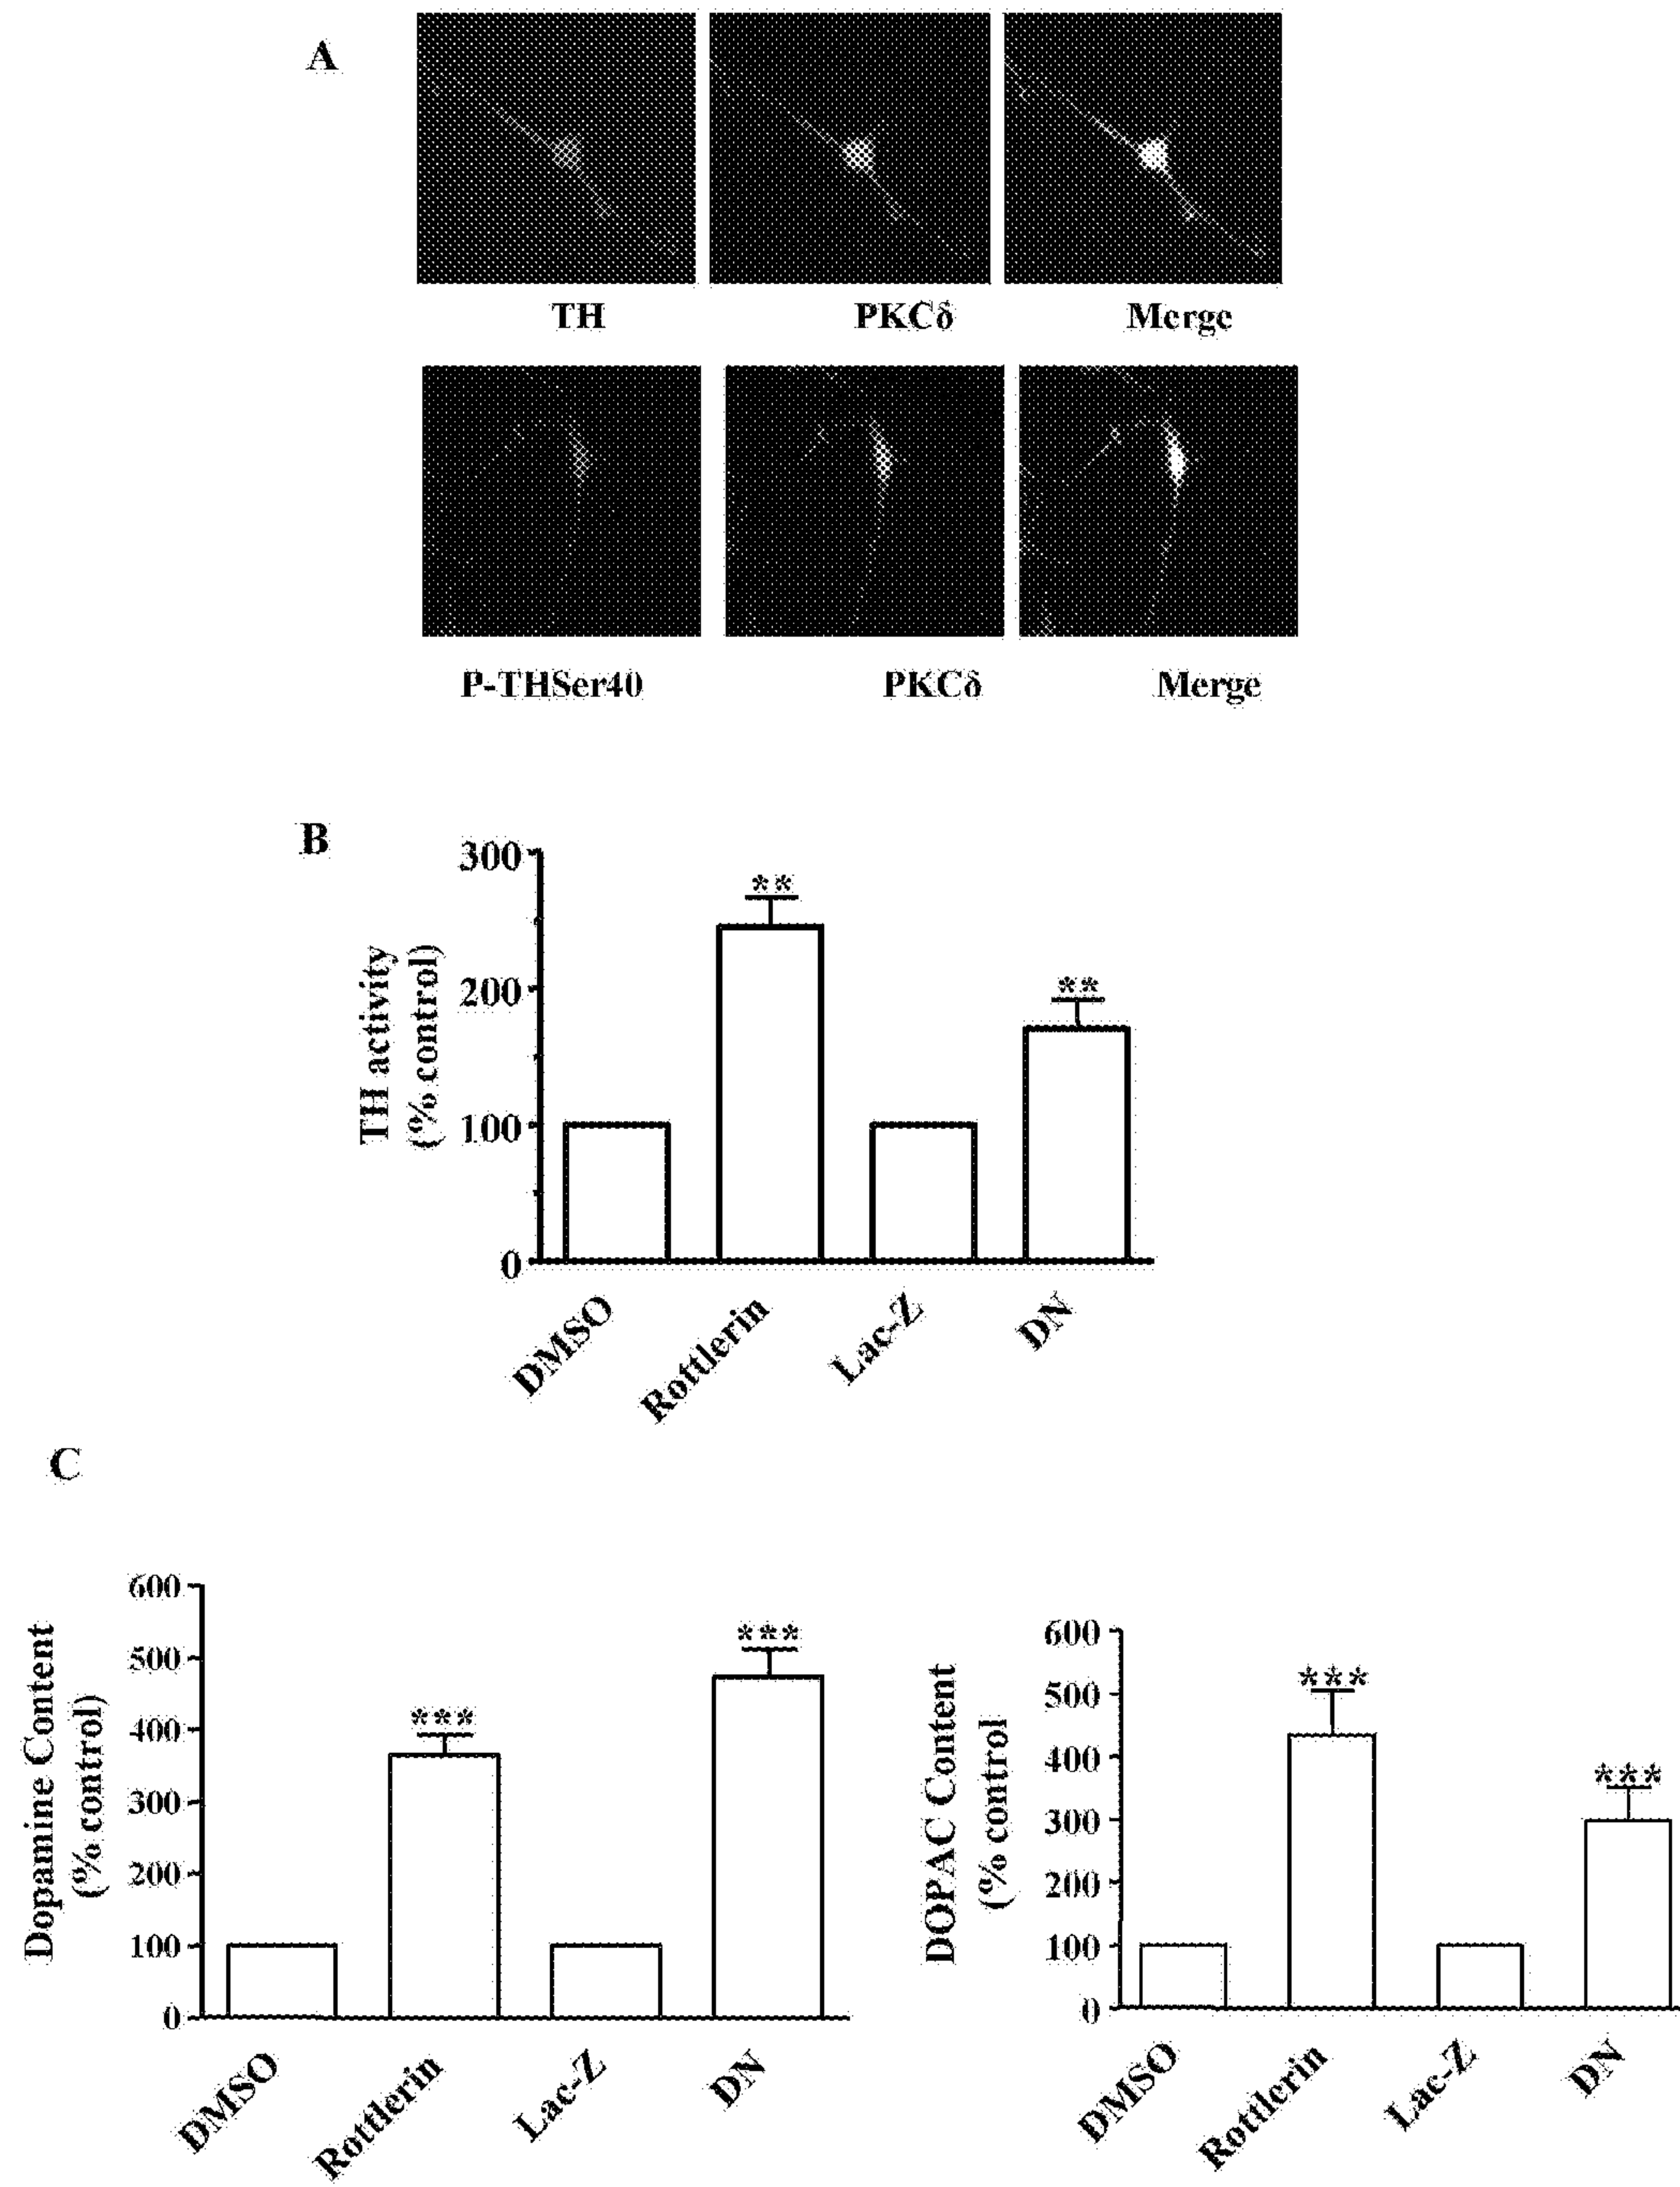 A
TH PKCδ Merge
P-THSer40 PKCδ Merge
B
TH activity
(% control)
300
200
100
0
**
**
DMSO Rottlerin Lac-Z DN
C
Dopamine Content
(% control)
600
500
400
300
200
100
0
***
***
DMSO Rottlerin Lac-Z DN
DOPAC Content
(% control
600
500
400
300
200
100
0
***
***
DMSO Rottlerin Lac-Z DN